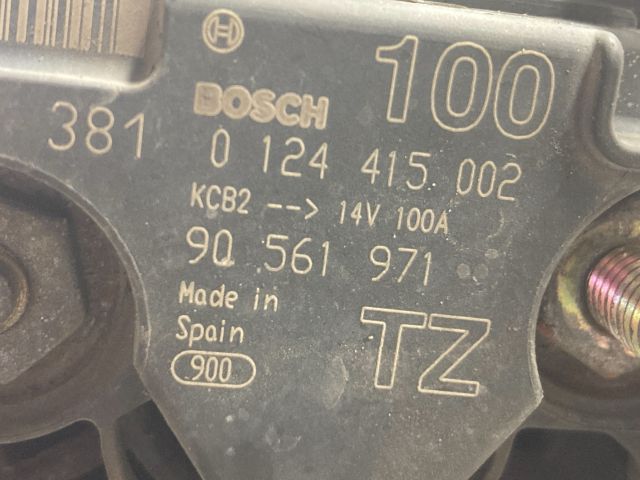 100
BOSCH
381
0 124 415 002
KCB2 --> 14V 100A
90 561 971
Made in
Spain
TZ
900